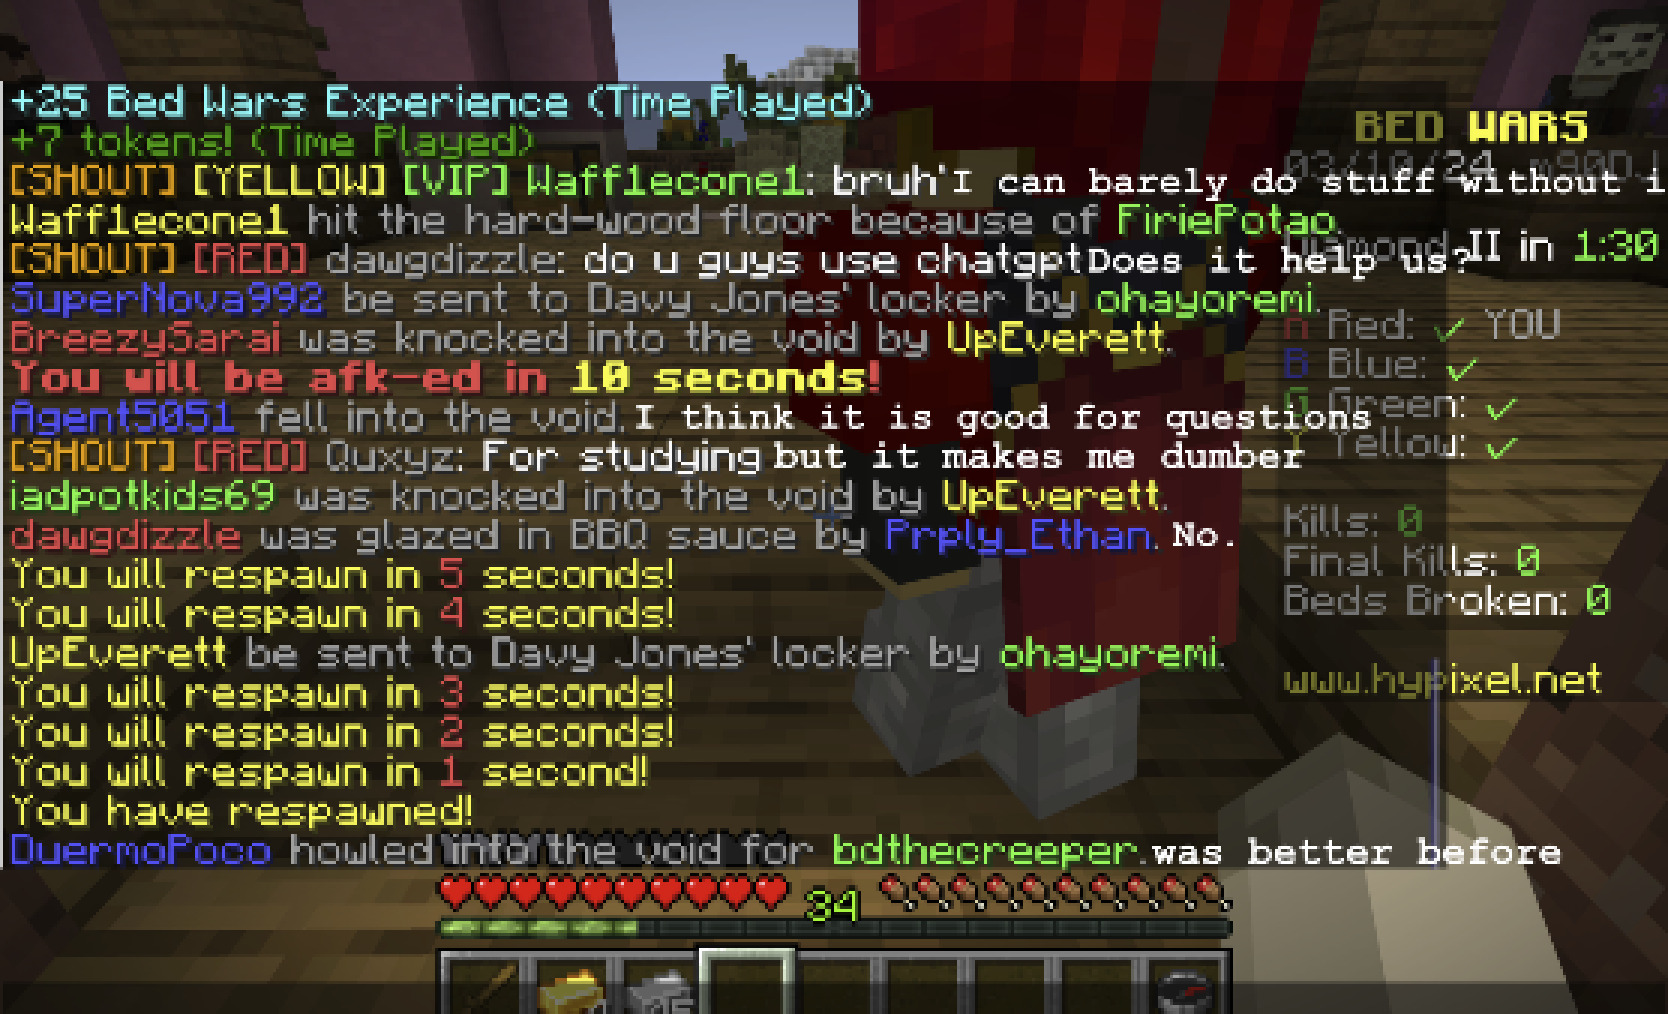 +25 Bed Wars Experience (Time Played)
+7 tokens! (Time Played)
BED WARS
03/10/24
[SHOUT] [YELLOW] [VIP] Waff1econe1: bruh'I can barely do stuff without i
Waff1econe1 hit the hard-wood floor because of FiriePotao.
Diamond II in 1:30
[SHOUT] [RED] dawgdizzle: do u guys use chatgptDoes it help us?
SuperNova992 be sent to Davy Jones' locker by ohayoremi.
R Red: ✓ YOU
BreezySarai was knocked into the void by UpEverett.
B Blue: ✓
You will be afk-ed in 10 seconds!
G Green: ✓
Agent5051 fell into the void. I think it is good for questions
Y Yellow: ✓
[SHOUT] [RED] Quxyz: For studying but it makes me dumber
iadpotkids69 was knocked into the void by UpEverett.
Kills: 0
dawgdizzle was glazed in BBQ sauce by Prply_Ethan. No.
Final Kills: 0
You will respawn in 5 seconds!
Beds Broken: 0
You will respawn in 4 seconds!
UpEverett be sent to Davy Jones' locker by ohayoremi.
www.hypixel.net
You will respawn in 3 seconds!
You will respawn in 2 seconds!
You will respawn in 1 second!
You have respawned!
DuermoPoco howled into the void for bdthecreeper.was better before
34